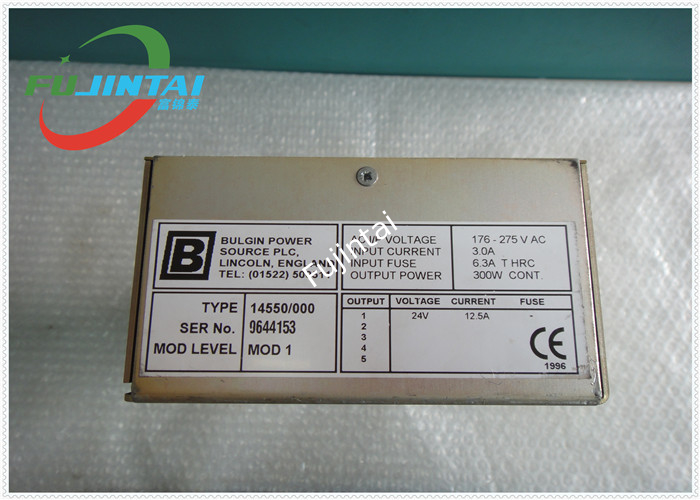 FUJINTAI
富锦泰
B
BULGIN POWER
SOURCE PLC,
LINCOLN, ENGLAND
TEL: (01522)
AC I/P VOLTAGE 176 - 275 V AC
INPUT CURRENT 3.0A
INPUT FUSE 6.3A T HRC
OUTPUT POWER 300W CONT.
TYPE 14550/000
SER No. 9644153
MOD LEVEL MOD 1
OUTPUT VOLTAGE CURRENT FUSE
1 24V 12.5A -
2
3
4
5
CE
1996
Fujintai
Fujintai